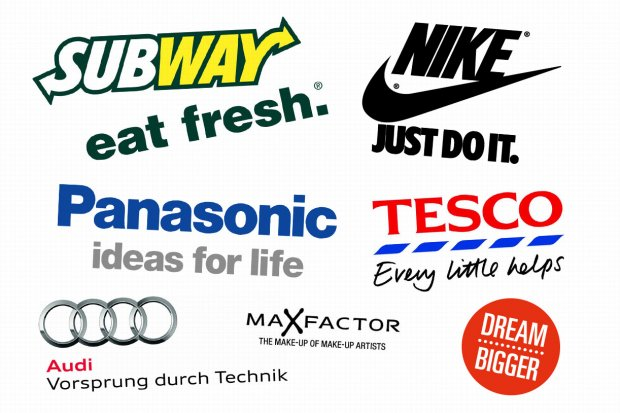 SUBWAY
eat fresh.®
NIKE®
®
JUST DO IT.
Panasonic
ideas for life
TESCO
Every little helps
Audi
Vorsprung durch Technik
MAXFACTOR
THE MAKE-UP OF MAKE-UP ARTISTS
DREAM
BIGGER